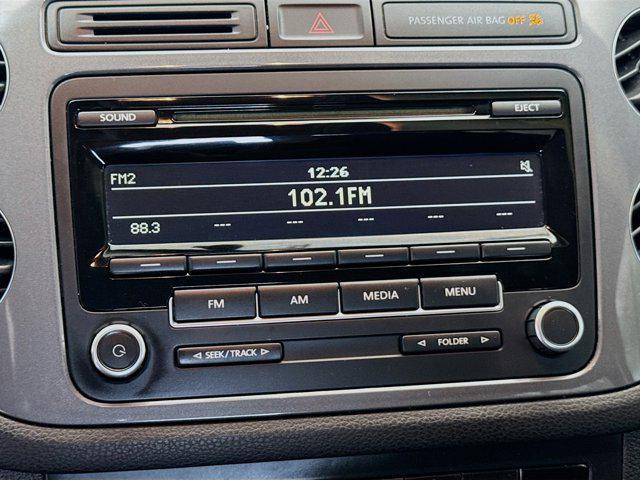 PASSENGER AIR BAG OFF
SOUND
EJECT
FM2
12:26
102.1FM
88.3 --- --- --- --- ---
FM
AM
MEDIA
MENU
◁ SEEK/TRACK ▷
◁ FOLDER ▷